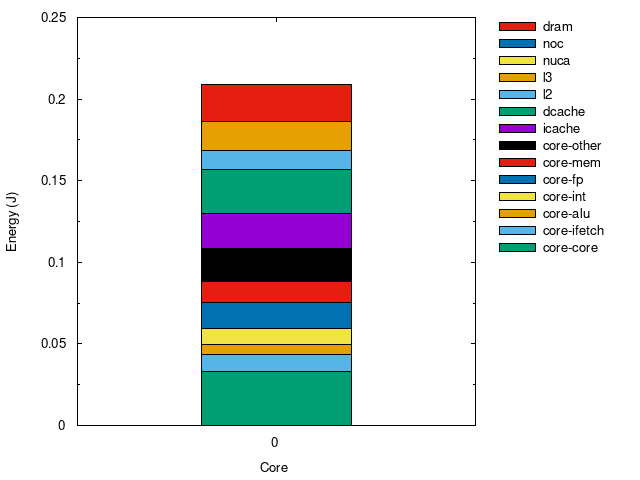 0.25
0.2
0.15
0.1
0.05
0
Energy (J)
0
Core
dram
noc
nuca
l3
l2
dcache
icache
core-other
core-mem
core-fp
core-int
core-alu
core-ifetch
core-core